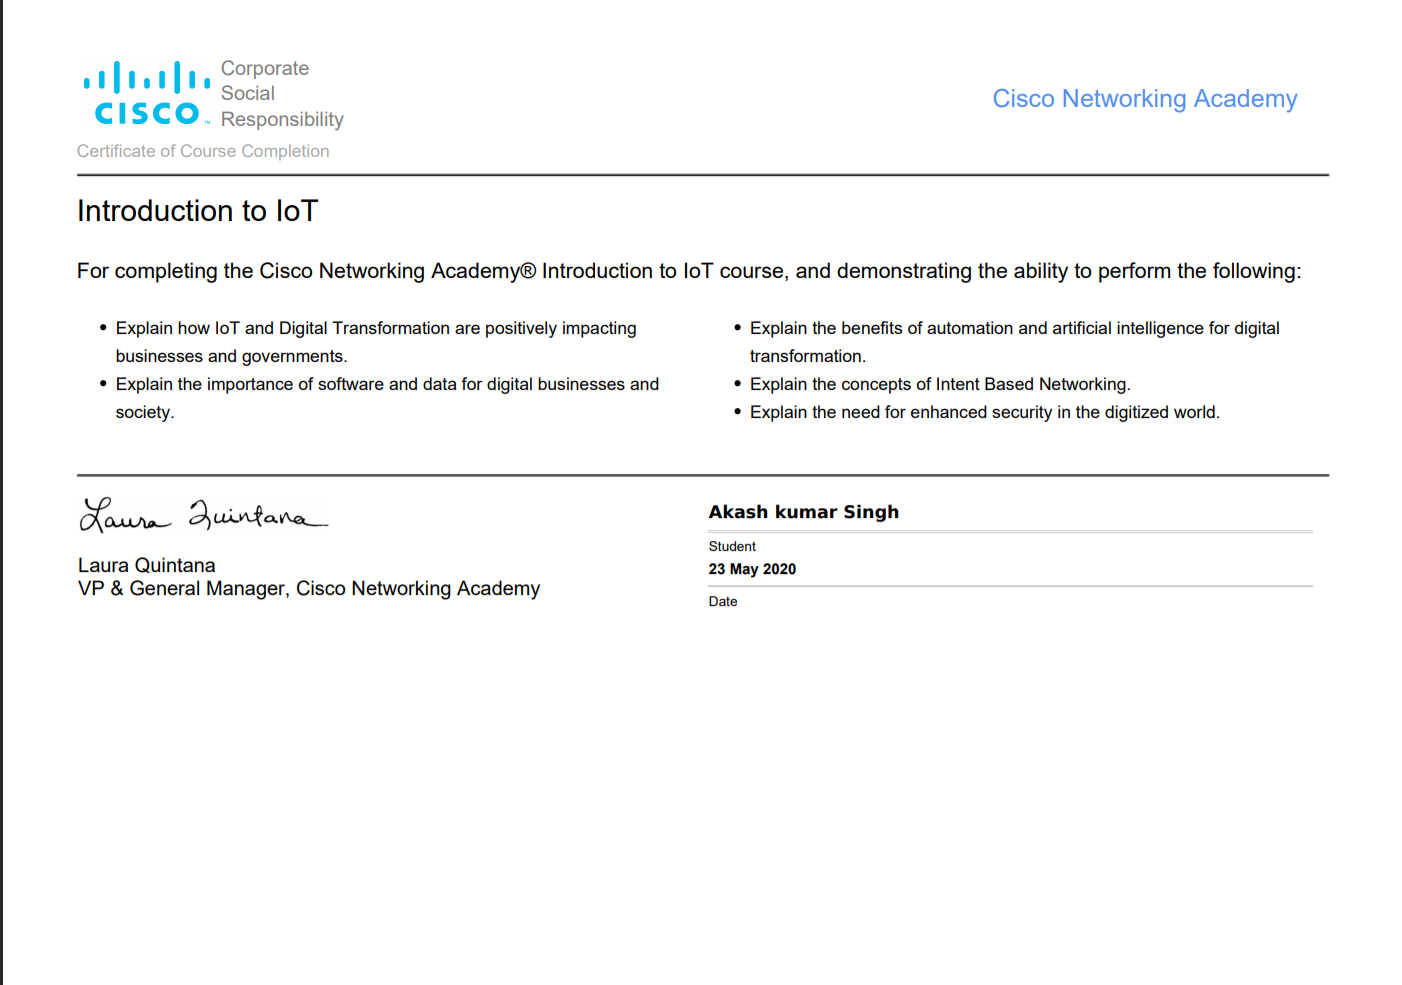 Corporate
Social
Responsibility
CISCO™
Cisco Networking Academy
Certificate of Course Completion
Introduction to IoT
For completing the Cisco Networking Academy® Introduction to IoT course, and demonstrating the ability to perform the following:
• Explain how IoT and Digital Transformation are positively impacting
businesses and governments.
• Explain the importance of software and data for digital businesses and
society.
• Explain the benefits of automation and artificial intelligence for digital
transformation.
• Explain the concepts of Intent Based Networking.
• Explain the need for enhanced security in the digitized world.
Laura Quintana
Laura Quintana
VP & General Manager, Cisco Networking Academy
Akash kumar Singh
Student
23 May 2020
Date